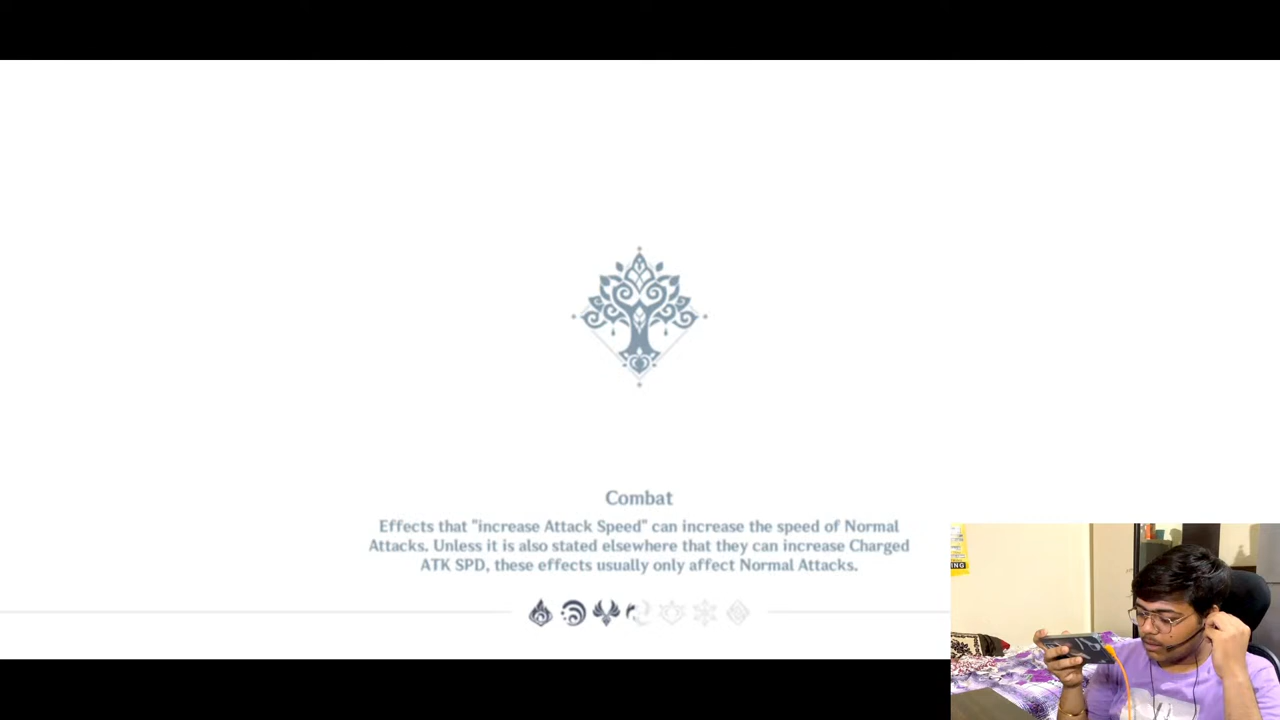 Combat
Effects that "increase Attack Speed" can increase the speed of Normal
Attacks. Unless it is also stated elsewhere that they can increase Charged
ATK SPD, these effects usually only affect Normal Attacks.
ING